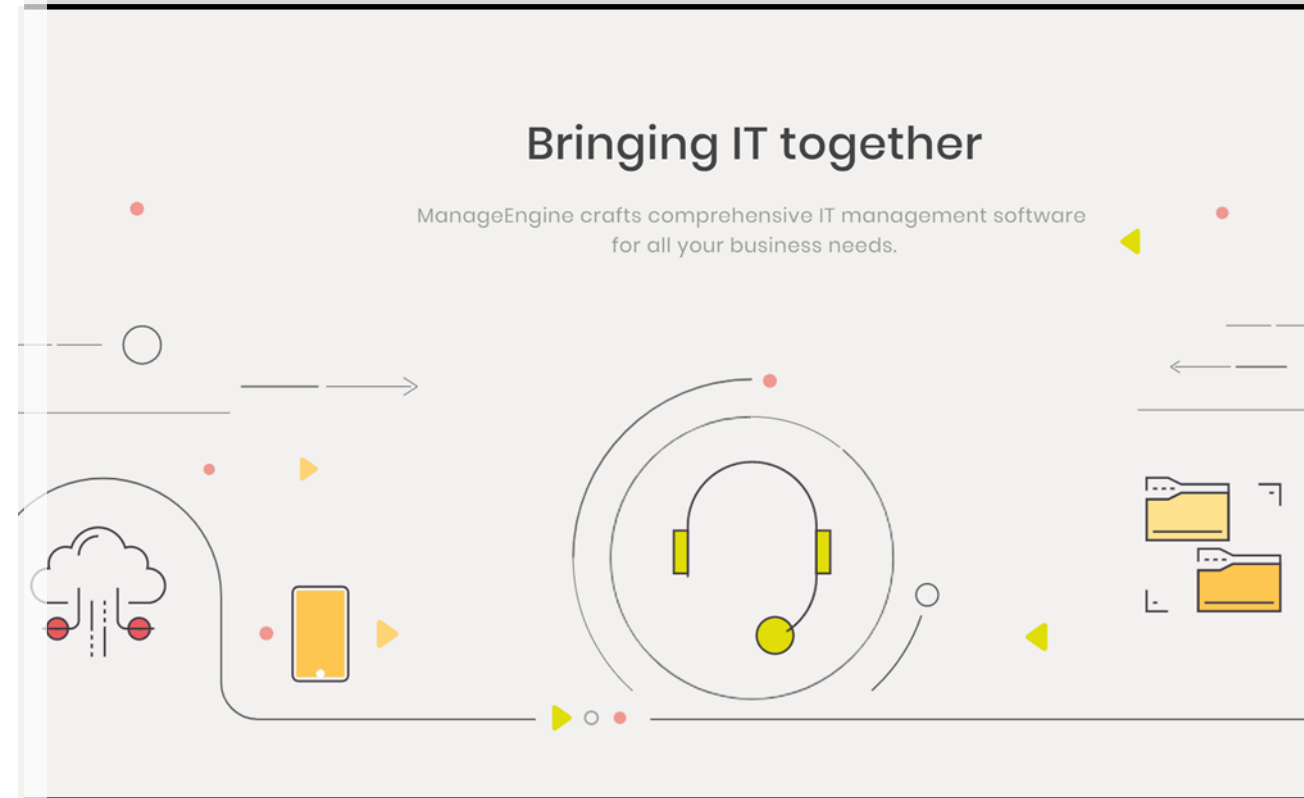 Bringing IT together
ManageEngine crafts comprehensive IT management software
for all your business needs.